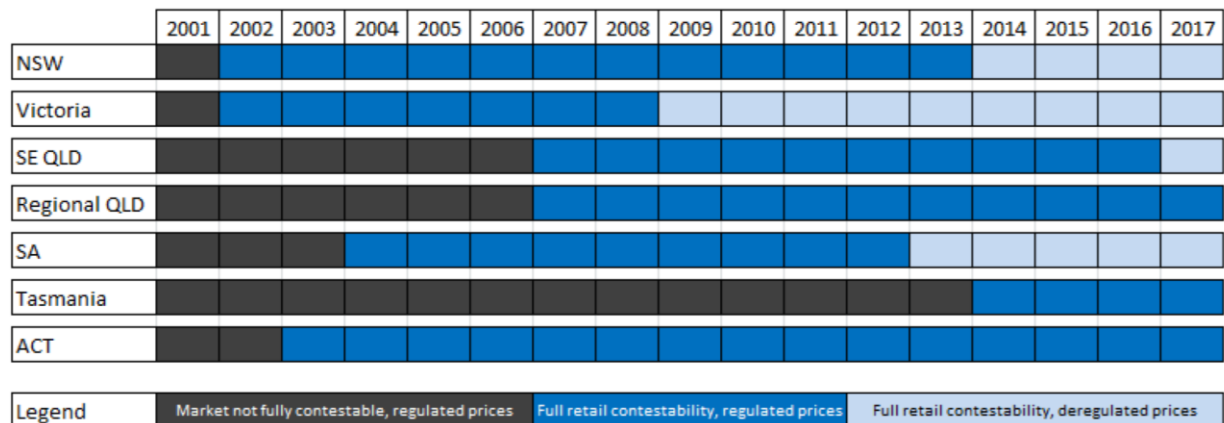 2001 2002 2003 2004 2005 2006 2007 2008 2009 2010 2011 2012 2013 2014 2015 2016 2017
NSW
Victoria
SE QLD
Regional QLD
SA
Tasmania
ACT
Legend Market not fully contestable, regulated prices Full retail contestability, regulated prices Full retail contestability, deregulated prices